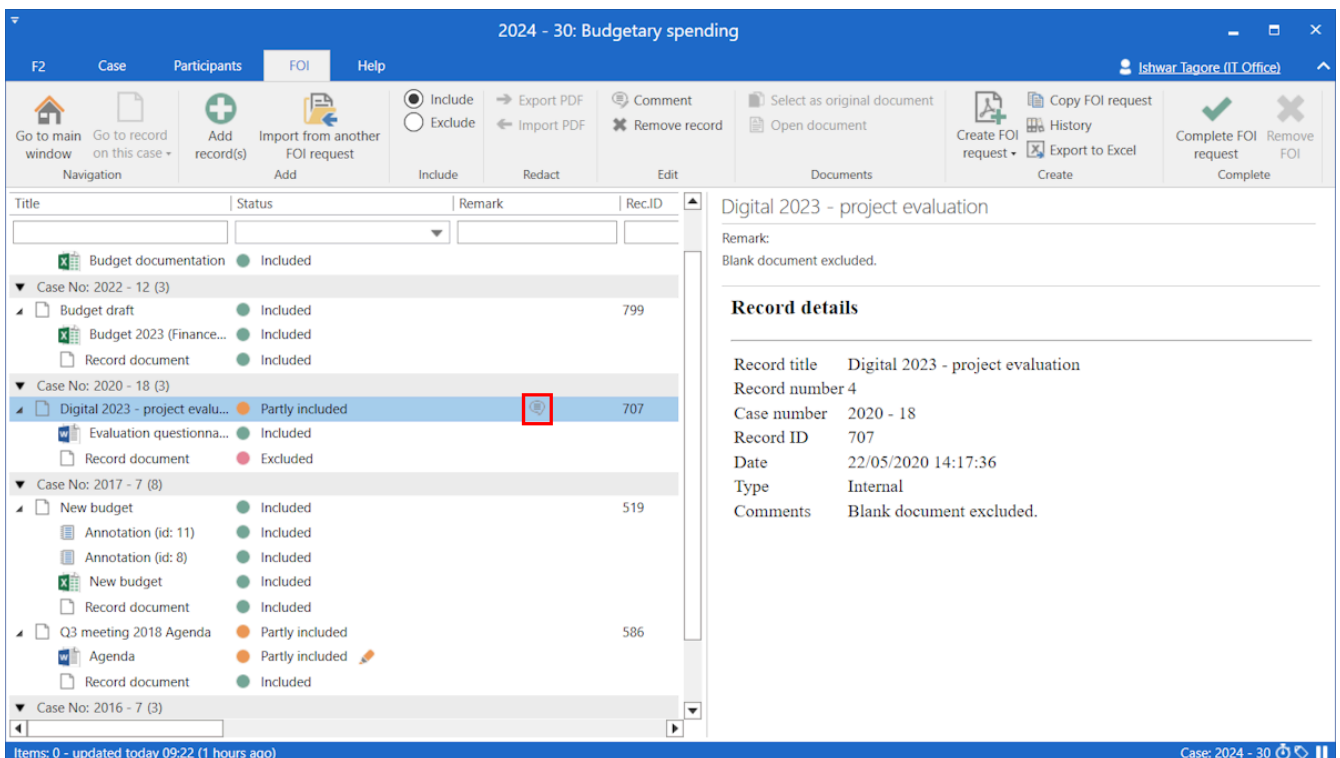 2024 - 30: Budgetary spending
F2 Case Participants FOI Help Ishwar Tagore (IT Office)
Go to main window
Go to record on this case
Navigation
Add record(s)
Import from another FOI request
Add
Include
Exclude
Include
Export PDF
Import PDF
Redact
Comment
Remove record
Edit
Select as original document
Open document
Documents
Create FOI request
Copy FOI request
History
Export to Excel
Create
Complete FOI request
Remove FOI
Complete
Title Status Remark Rec.ID
Budget documentation Included
Case No: 2022 - 12 (3)
Budget draft Included 799
Budget 2023 (Finance... Included
Record document Included
Case No: 2020 - 18 (3)
Digital 2023 - project evalu... Partly included 707
Evaluation questionna... Included
Record document Excluded
Case No: 2017 - 7 (8)
New budget Included 519
Annotation (id: 11) Included
Annotation (id: 8) Included
New budget Included
Record document Included
Q3 meeting 2018 Agenda Partly included 586
Agenda Partly included
Record document Included
Case No: 2016 - 7 (3)
Digital 2023 - project evaluation
Remark:
Blank document excluded.
Record details
Record title Digital 2023 - project evaluation
Record number 4
Case number 2020 - 18
Record ID 707
Date 22/05/2020 14:17:36
Type Internal
Comments Blank document excluded.
Items: 0 - updated today 09:22 (1 hours ago) Case: 2024 - 30